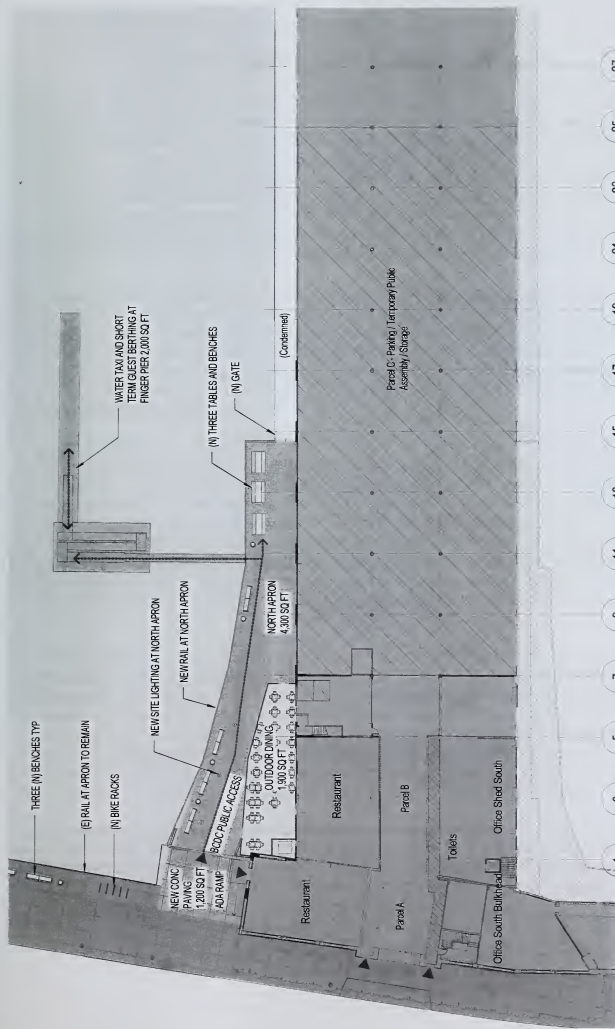 WATER TAXI AND SHORT
TERM GUEST BERTHING AT
FINGER PIER 2,000 SQ FT
THREE (N) BENCHES TYP
(E) RAIL AT APRON TO REMAIN
(N) BIKE RACKS
NEW SITE LIGHTING AT NORTH APRON
NEW RAIL AT NORTH APRON
(N) THREE TABLES AND BENCHES
(N) GATE
(Condemned)
NEW CONC
PAVING
1,200 SQ FT
ADA RAMP
BCDC PUBLIC ACCESS
OUTDOOR DINING
1,900 SQ FT
NORTH APRON
4,300 SQ FT
Restaurant
Restaurant
Parcel A
Parcel B
Toilets
Office South Bulkhead
Office Shed South
Parcel C - Parking / Temporary Public
Assembly / Storage